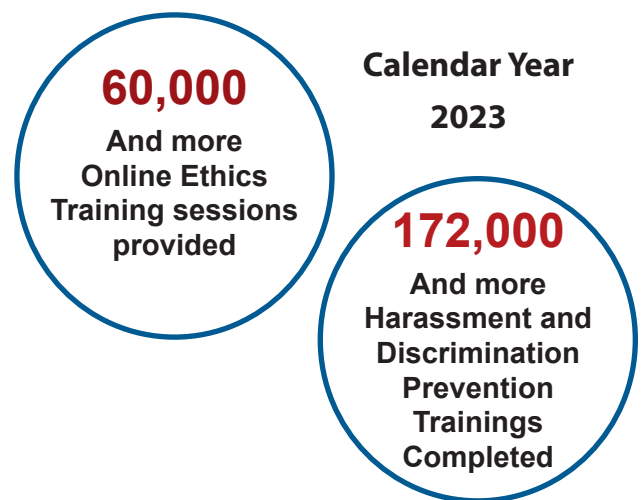 60,000
And more
Online Ethics
Training sessions
provided
Calendar Year
2023
172,000
And more
Harassment and
Discrimination
Prevention
Trainings
Completed